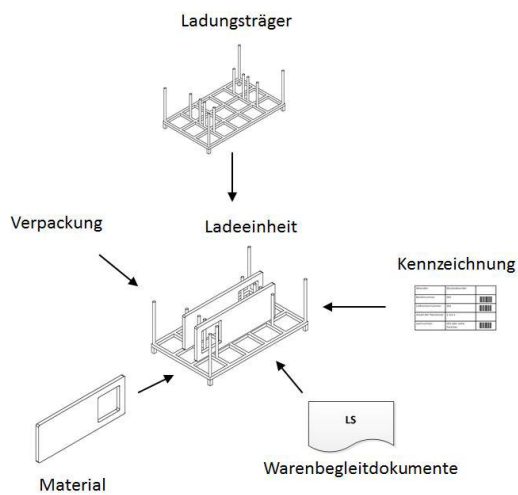 Ladungsträger
Verpackung
Ladeeinheit
Kennzeichnung
LS
Warenbegleitdokumente
Material